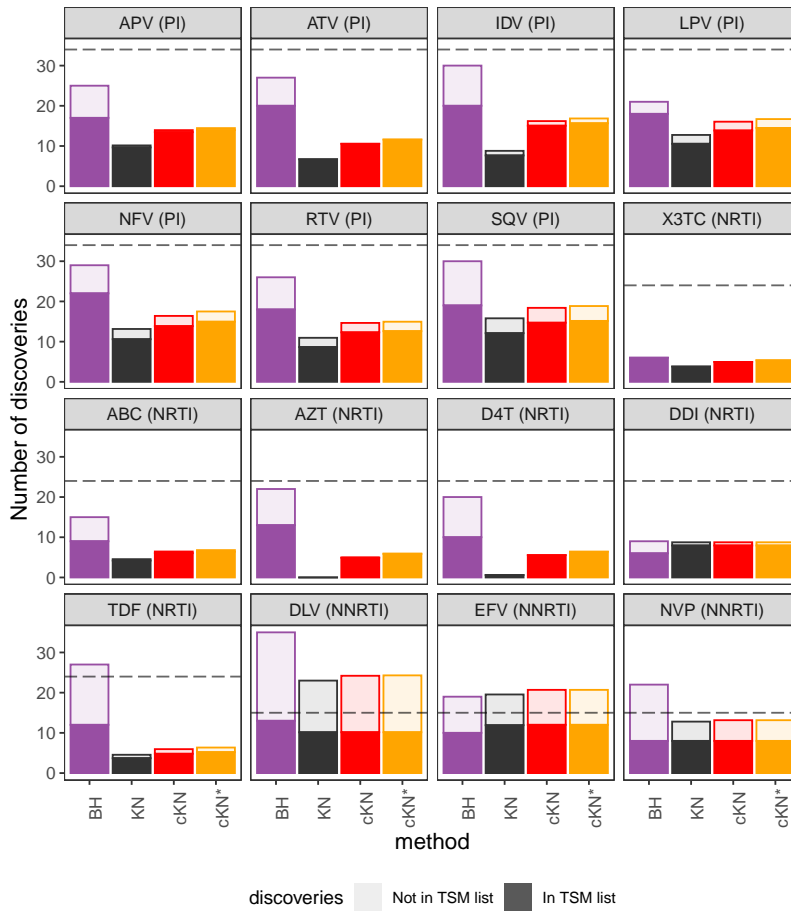 APV (PI) ATV (PI) IDV (PI) LPV (PI)
30
20
10
0
NFV (PI) RTV (PI) SQV (PI) X3TC (NRTI)
30
20
10
0
ABC (NRTI) AZT (NRTI) D4T (NRTI) DDI (NRTI)
30
20
10
0
TDF (NRTI) DLV (NNRTI) EFV (NNRTI) NVP (NNRTI)
30
20
10
0
Number of discoveries
BH KN cKN cKN* BH KN cKN cKN* BH KN cKN cKN* BH KN cKN cKN*
method
discoveries Not in TSM list In TSM list